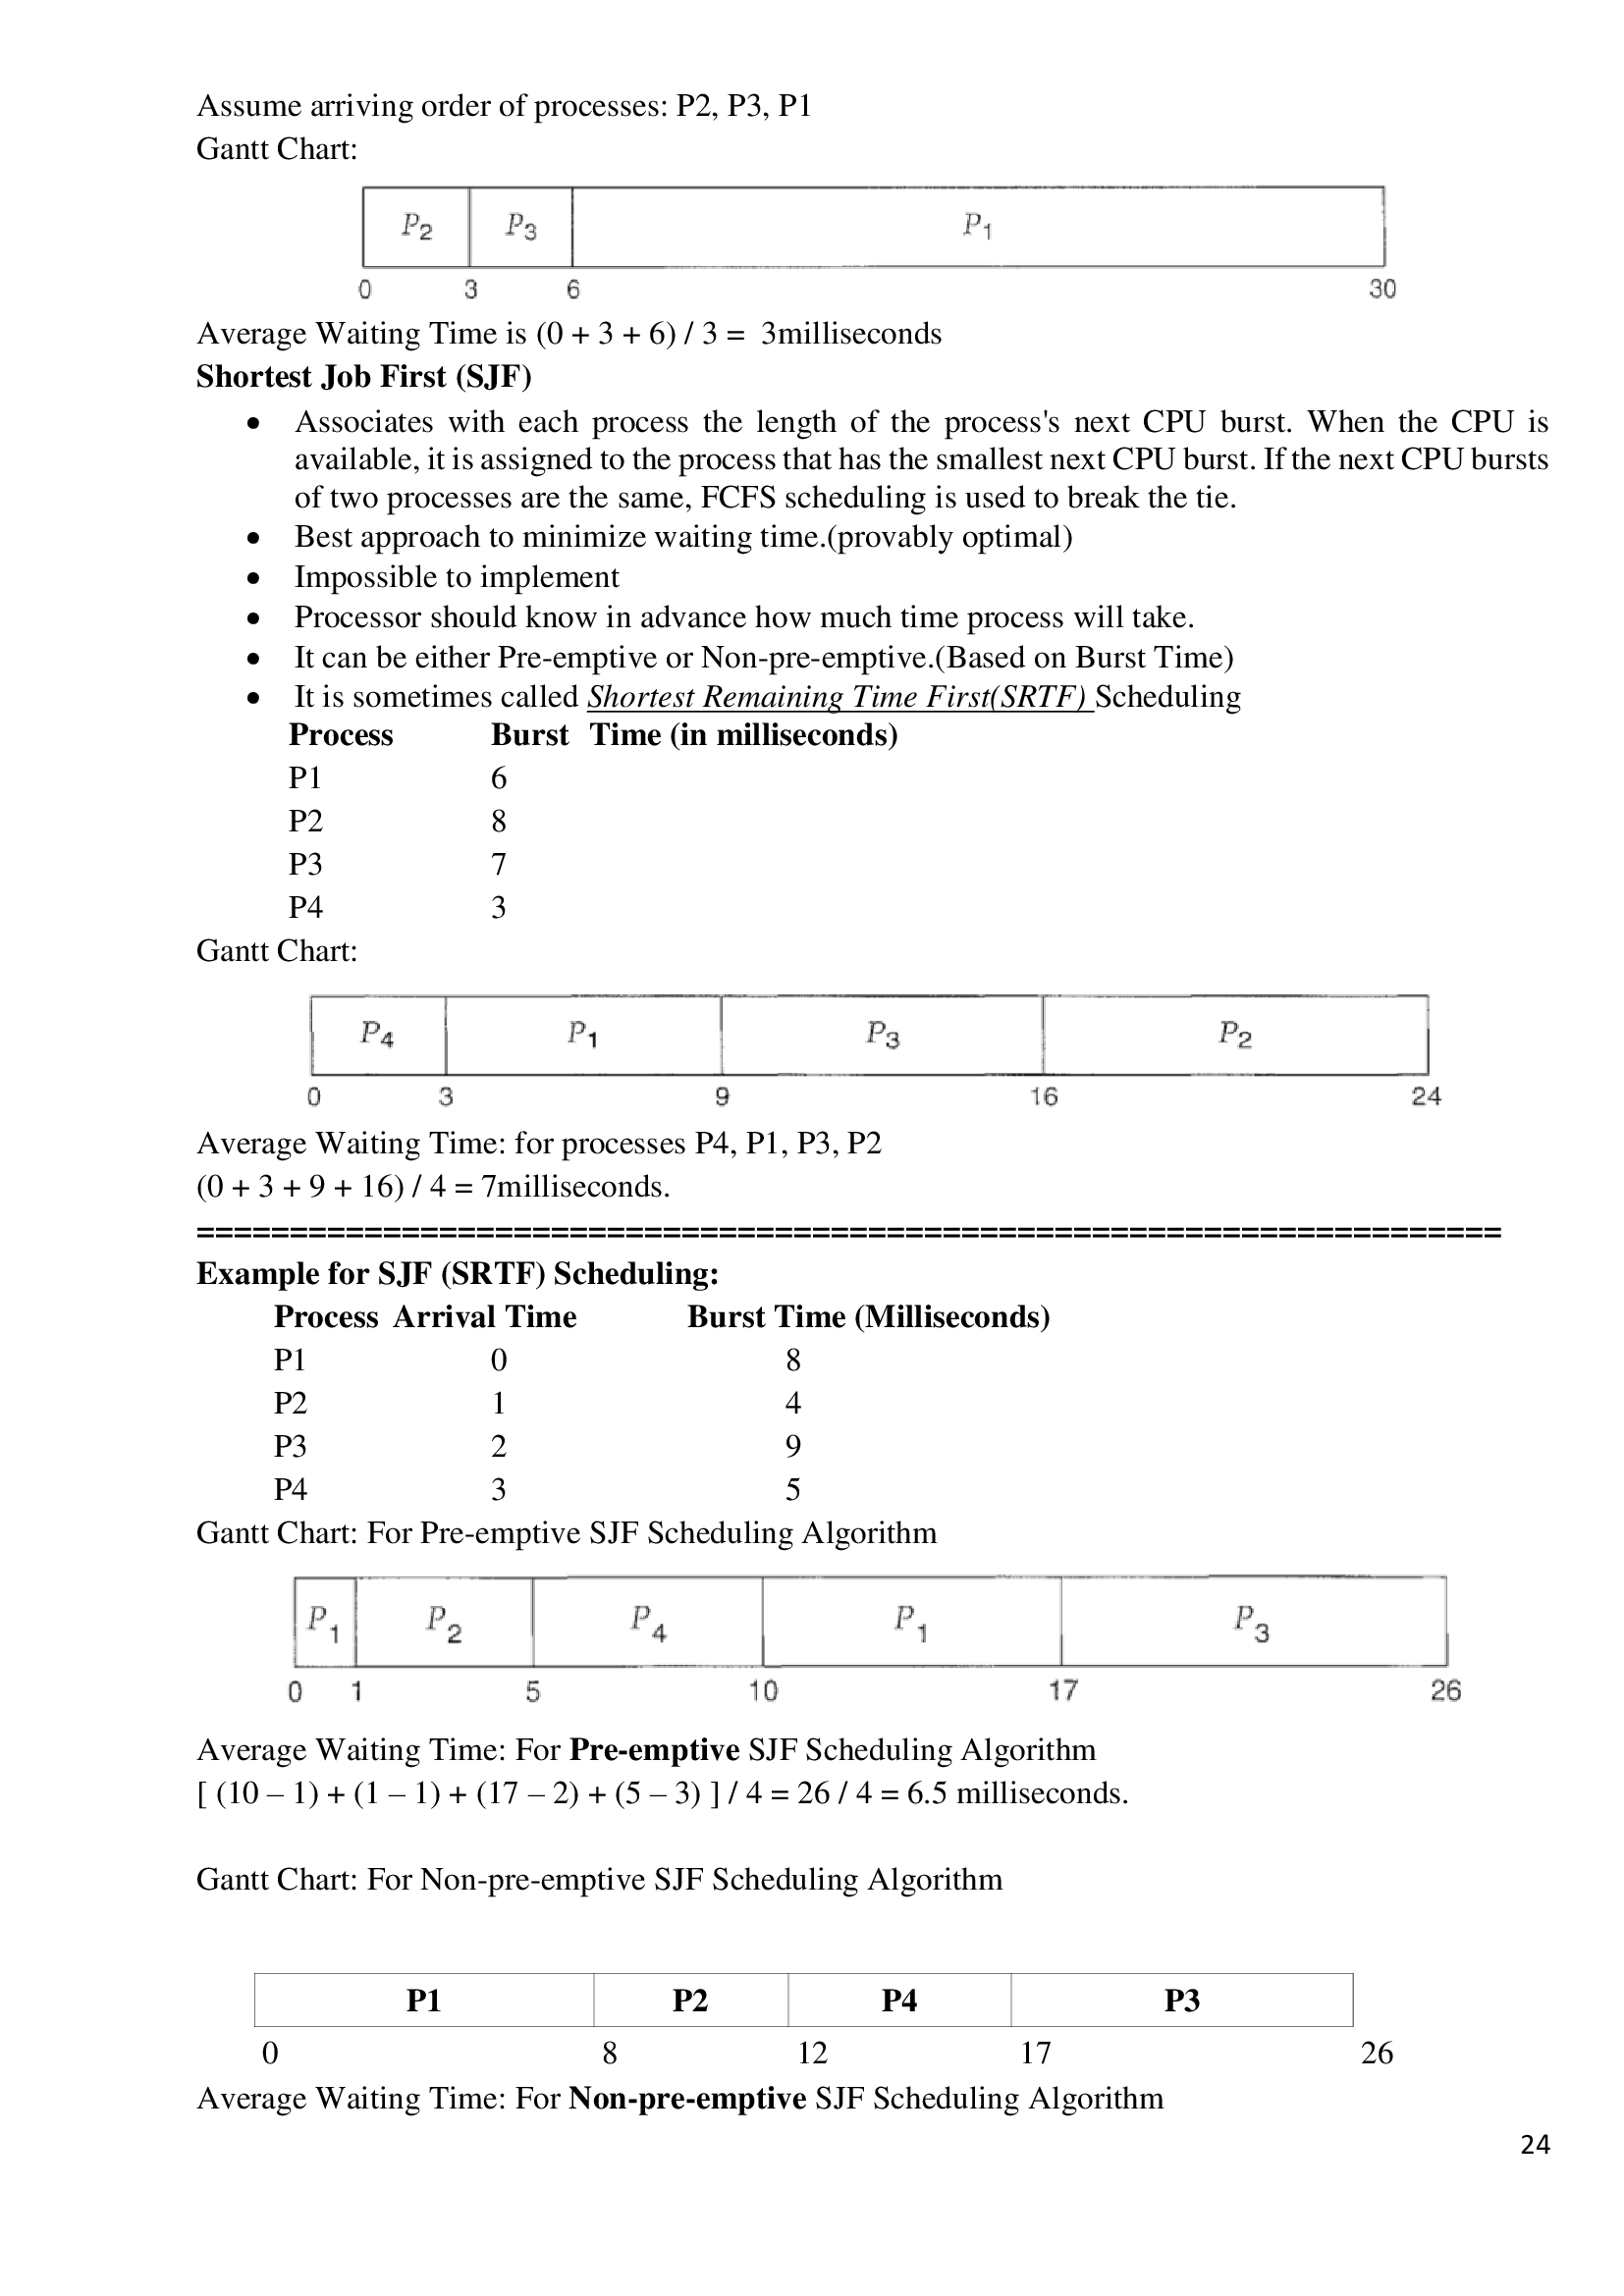 Assume arriving order of processes: P2, P3, P1
Gantt Chart:
P2 P3 P1
0 3 6 30
Average Waiting Time is (0 + 3 + 6) / 3 = 3milliseconds
Shortest Job First (SJF)
• Associates with each process the length of the process's next CPU burst. When the CPU is
available, it is assigned to the process that has the smallest next CPU burst. If the next CPU bursts
of two processes are the same, FCFS scheduling is used to break the tie.
• Best approach to minimize waiting time.(provably optimal)
• Impossible to implement
• Processor should know in advance how much time process will take.
• It can be either Pre-emptive or Non-pre-emptive.(Based on Burst Time)
• It is sometimes called Shortest Remaining Time First(SRTF) Scheduling
Process Burst Time (in milliseconds)
P1 6
P2 8
P3 7
P4 3
Gantt Chart:
P4 P1 P3 P2
0 3 9 16 24
Average Waiting Time: for processes P4, P1, P3, P2
(0 + 3 + 9 + 16) / 4 = 7milliseconds.
======================================================================
Example for SJF (SRTF) Scheduling:
Process Arrival Time Burst Time (Milliseconds)
P1 0 8
P2 1 4
P3 2 9
P4 3 5
Gantt Chart: For Pre-emptive SJF Scheduling Algorithm
P1 P2 P4 P1 P3
0 1 5 10 17 26
Average Waiting Time: For Pre-emptive SJF Scheduling Algorithm
[ (10 – 1) + (1 – 1) + (17 – 2) + (5 – 3) ] / 4 = 26 / 4 = 6.5 milliseconds.
Gantt Chart: For Non-pre-emptive SJF Scheduling Algorithm
P1 P2 P4 P3
0 8 12 17 26
Average Waiting Time: For Non-pre-emptive SJF Scheduling Algorithm
24